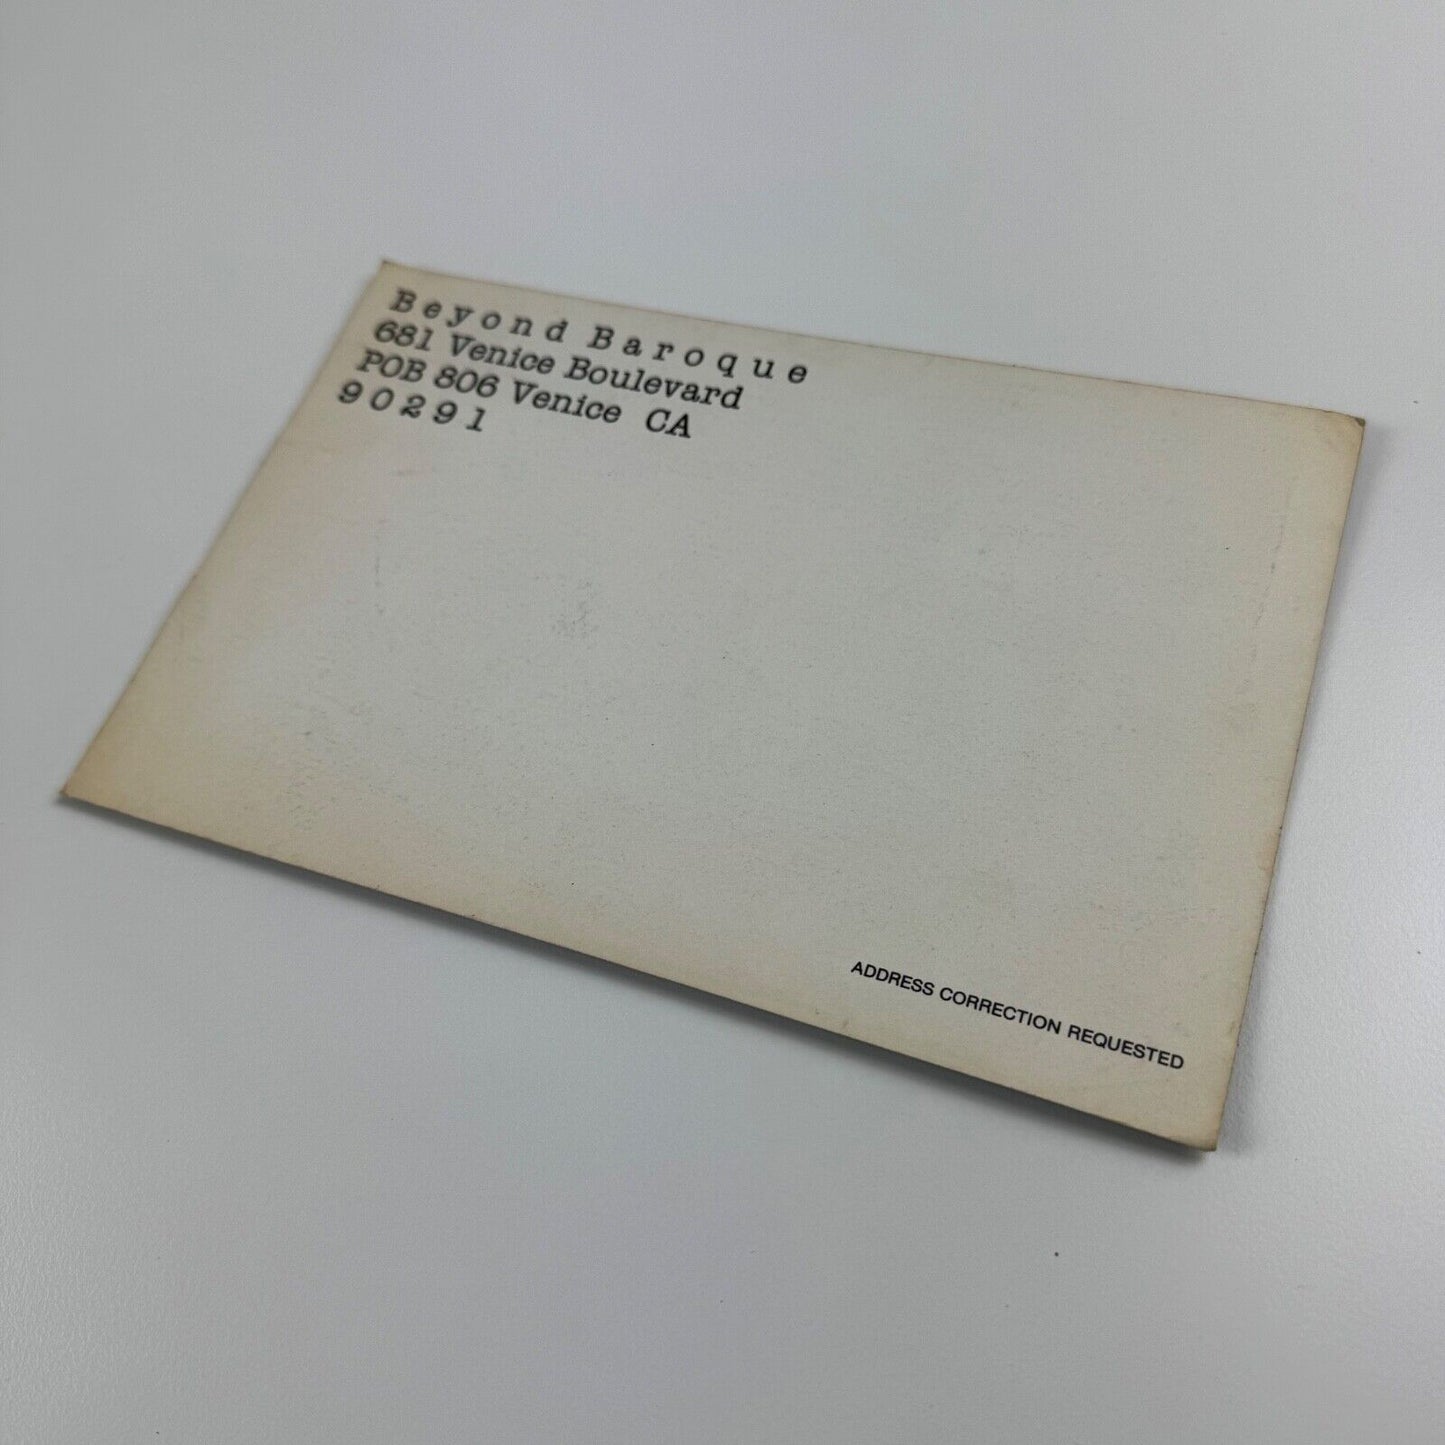 Beyond Baroque
681 Venice Boulevard
POB 806 Venice CA
90291
ADDRESS CORRECTION REQUESTED